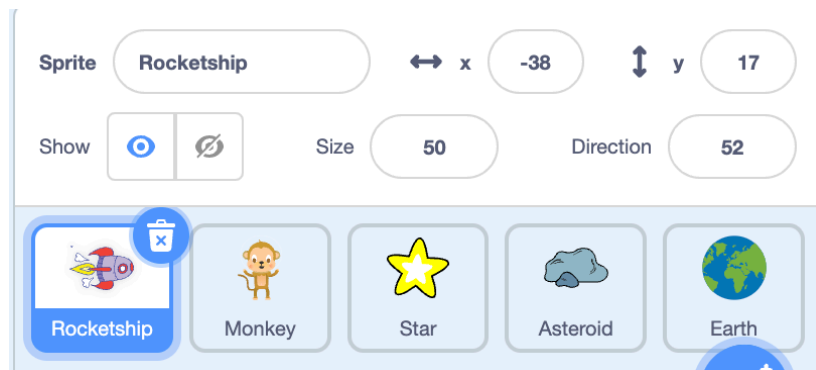 Sprite Rocketship x -38 y 17
Show Size 50 Direction 52
Rocketship Monkey Star Asteroid Earth